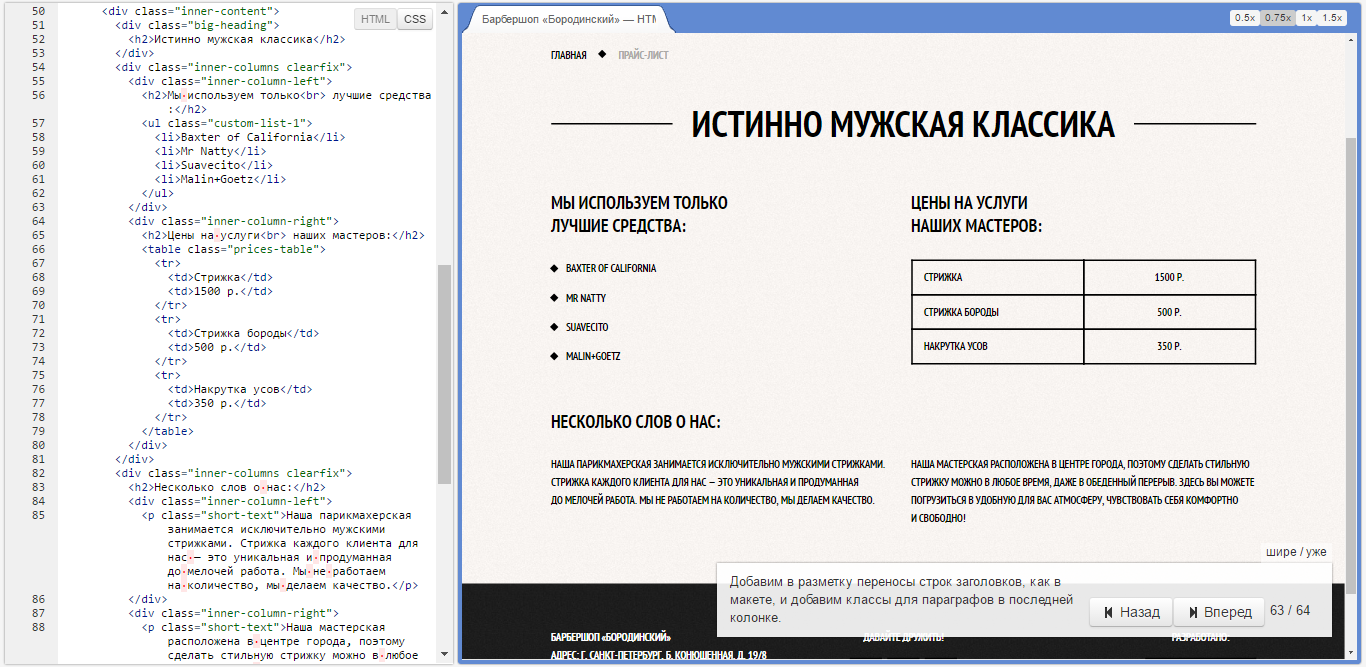 HTML CSS
50 <div class="inner-content">
51 <div class="big-heading">
52 <h2>Истинно мужская классика</h2>
53 </div>
54 <div class="inner-columns clearfix">
55 <div class="inner-column-left">
56 <h2>Мы·используем только<br> лучшие средства
:</h2>
57 <ul class="custom-list-1">
58 <li>Baxter of California</li>
59 <li>Mr Natty</li>
60 <li>Suavecito</li>
61 <li>Malin+Goetz</li>
62 </ul>
63 </div>
64 <div class="inner-column-right">
65 <h2>Цены на·услуги<br> наших мастеров:</h2>
66 <table class="prices-table">
67 <tr>
68 <td>Стрижка</td>
69 <td>1500 р.</td>
70 </tr>
71 <tr>
72 <td>Стрижка бороды</td>
73 <td>500 р.</td>
74 </tr>
75 <tr>
76 <td>Накрутка усов</td>
77 <td>350 р.</td>
78 </tr>
79 </table>
80 </div>
81 </div>
82 <div class="inner-columns clearfix">
83 <h2>Несколько слов о·нас:</h2>
84 <div class="inner-column-left">
85 <p class="short-text">Наша парикмахерская
занимается исключительно мужскими
стрижками. Стрижка каждого клиента для
нас·— это уникальная и·продуманная
до·мелочей работа. Мы·не·работаем
на·количество, мы·делаем качество.</p>
86 </div>
87 <div class="inner-column-right">
88 <p class="short-text">Наша мастерская
расположена в·центре города, поэтому
сделать стильную стрижку можно в·любое
Барбершоп «Бородинский» — HTM
0.5x 0.75x 1x 1.5x
ГЛАВНАЯ ПРАЙС-ЛИСТ
ИСТИННО МУЖСКАЯ КЛАССИКА
МЫ ИСПОЛЬЗУЕМ ТОЛЬКО
ЛУЧШИЕ СРЕДСТВА:
BAXTER OF CALIFORNIA
MR NATTY
SUAVECITO
MALIN+GOETZ
ЦЕНЫ НА УСЛУГИ
НАШИХ МАСТЕРОВ:
СТРИЖКА 1500 Р.
СТРИЖКА БОРОДЫ 500 Р.
НАКРУТКА УСОВ 350 Р.
НЕСКОЛЬКО СЛОВ О НАС:
НАША ПАРИКМАХЕРСКАЯ ЗАНИМАЕТСЯ ИСКЛЮЧИТЕЛЬНО МУЖСКИМИ СТРИЖКАМИ.
СТРИЖКА КАЖДОГО КЛИЕНТА ДЛЯ НАС — ЭТО УНИКАЛЬНАЯ И ПРОДУМАННАЯ
ДО МЕЛОЧЕЙ РАБОТА. МЫ НЕ РАБОТАЕМ НА КОЛИЧЕСТВО, МЫ ДЕЛАЕМ КАЧЕСТВО.
НАША МАСТЕРСКАЯ РАСПОЛОЖЕНА В ЦЕНТРЕ ГОРОДА, ПОЭТОМУ СДЕЛАТЬ СТИЛЬНУЮ
СТРИЖКУ МОЖНО В ЛЮБОЕ ВРЕМЯ, ДАЖЕ В ОБЕДЕННЫЙ ПЕРЕРЫВ. ЗДЕСЬ ВЫ МОЖЕТЕ
ПОГРУЗИТЬСЯ В УДОБНУЮ ДЛЯ ВАС АТМОСФЕРУ, ЧУВСТВОВАТЬ СЕБЯ КОМФОРТНО
И СВОБОДНО!
шире / уже
Добавим в разметку переносы строк заголовков, как в
макете, и добавим классы для параграфов в последней
колонке.
Назад Вперед 63 / 64
БАРБЕРШОП «БОРОДИНСКИЙ» ДАВАЙТЕ ДРУЖИТЬ! РАЗРАБОТАНО:
АДРЕС: Г. САНКТ-ПЕТЕРБУРГ, Б. КОНЮШЕННАЯ, Д. 19/8